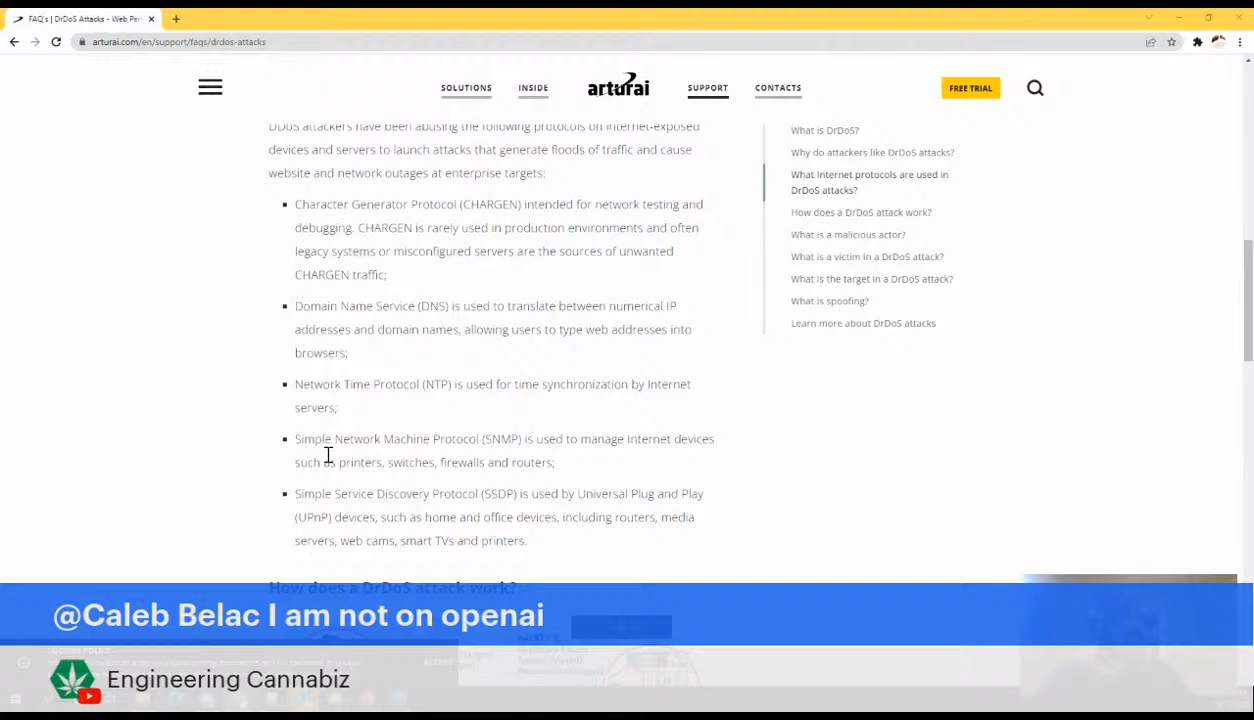 FAQ's | DrDoS Attacks - Web Per
arturai.com/en/support/faqs/drdos-attacks
SOLUTIONS INSIDE arturai SUPPORT CONTACTS FREE TRIAL
DDoS attackers have been abusing the following protocols on Internet-exposed
devices and servers to launch attacks that generate floods of traffic and cause
website and network outages at enterprise targets:
Character Generator Protocol (CHARGEN) intended for network testing and
debugging. CHARGEN is rarely used in production environments and often
legacy systems or misconfigured servers are the sources of unwanted
CHARGEN traffic;
Domain Name Service (DNS) is used to translate between numerical IP
addresses and domain names, allowing users to type web addresses into
browsers;
Network Time Protocol (NTP) is used for time synchronization by Internet
servers;
Simple Network Machine Protocol (SNMP) is used to manage Internet devices
such as printers, switches, firewalls and routers;
Simple Service Discovery Protocol (SSDP) is used by Universal Plug and Play
(UPnP) devices, such as home and office devices, including routers, media
servers, web cams, smart TVs and printers.
How does a DrDoS attack work?
What is DrDoS?
Why do attackers like DrDoS attacks?
What Internet protocols are used in
DrDoS attacks?
How does a DrDoS attack work?
What is a malicious actor?
What is a victim in a DrDoS attack?
What is the target in a DrDoS attack?
What is spoofing?
Learn more about DrDoS attacks
@Caleb Belac I am not on openai
Engineering Cannabiz